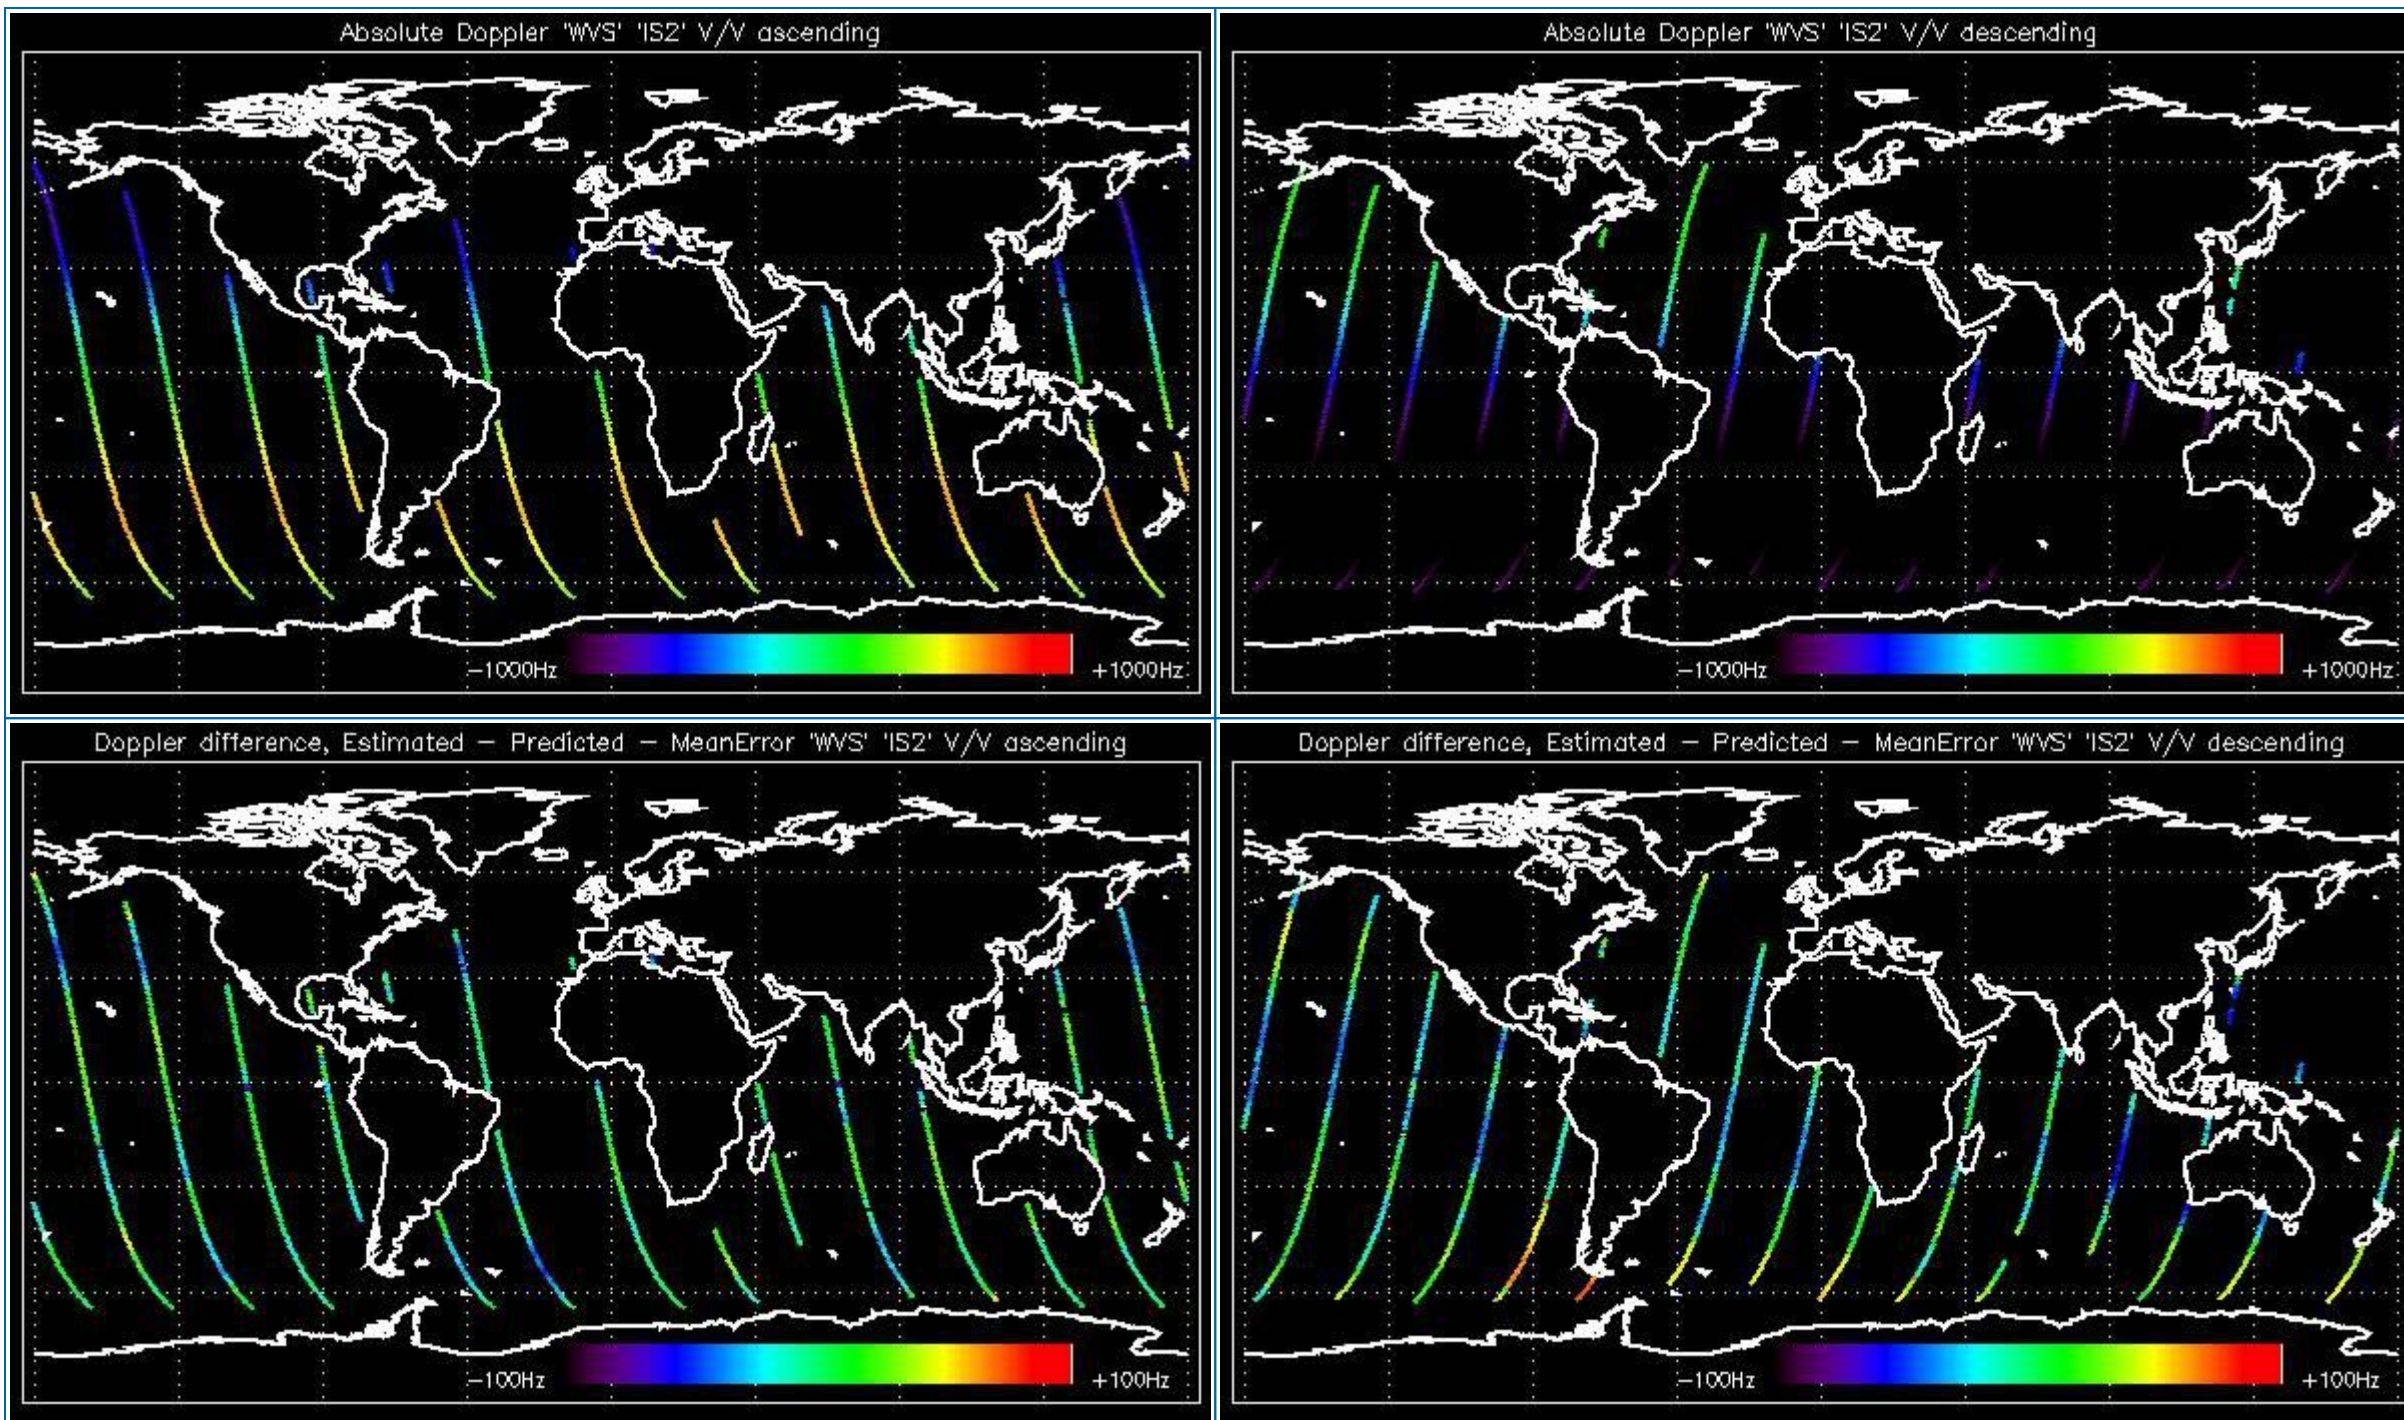 Absolute Doppler 'WVS' 'IS2' V/V ascending
-1000Hz
+1000Hz
Absolute Doppler 'WVS' 'IS2' V/V descending
-1000Hz
+1000Hz
Doppler difference, Estimated - Predicted - MeanError 'WVS' 'IS2' V/V ascending
-100Hz
+100Hz
Doppler difference, Estimated - Predicted - MeanError 'WVS' 'IS2' V/V descending
-100Hz
+100Hz